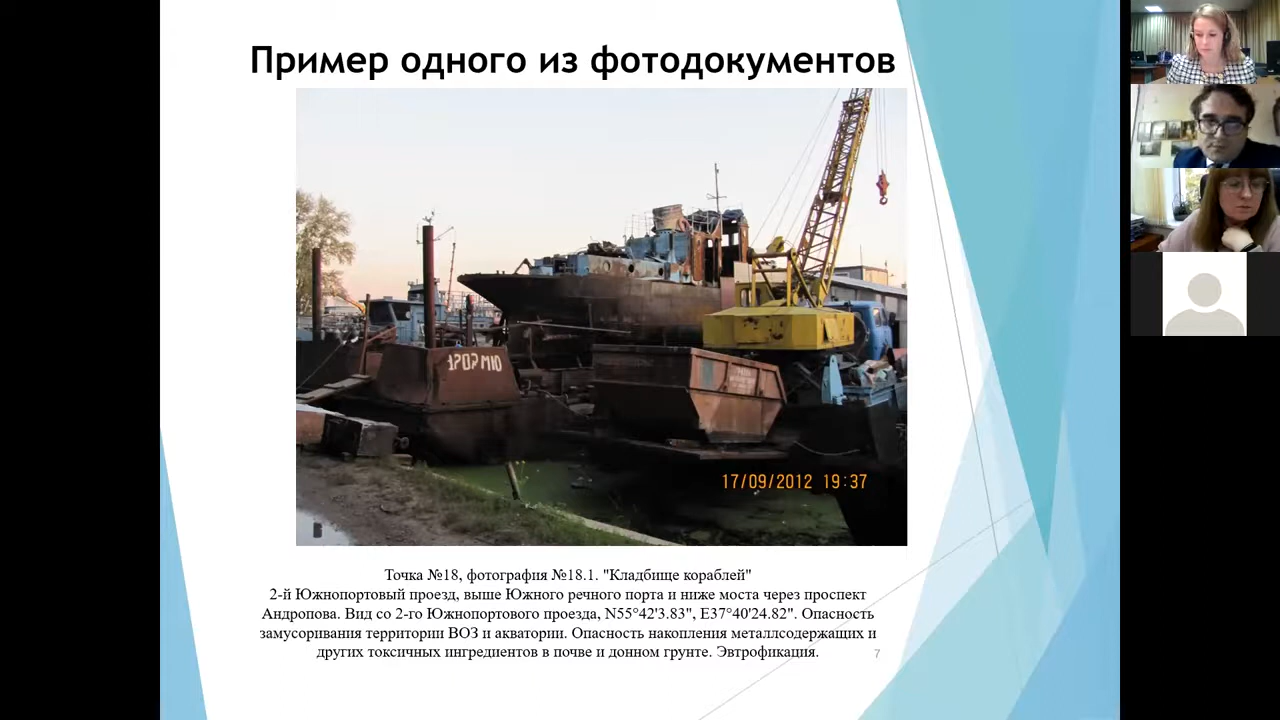 Пример одного из фотодокументов
17/09/2012 19:37
Точка №18, фотография №18.1. "Кладбище кораблей"
2-й Южнопортовый проезд, выше Южного речного порта и ниже моста через проспект
Андропова. Вид со 2-го Южнопортового проезда, N55°42'3.83", E37°40'24.82". Опасность
замусоривания территории ВОЗ и акватории. Опасность накопления металлсодержащих и
других токсичных ингредиентов в почве и донном грунте. Эвтрофикация.
7